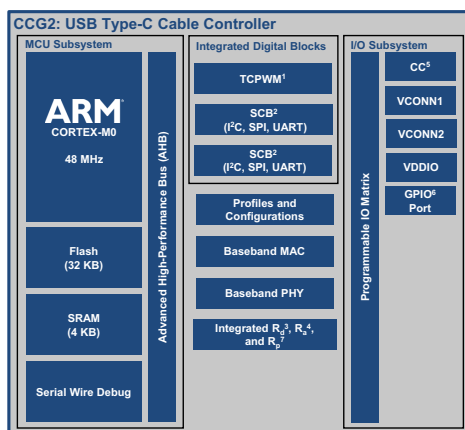 CCG2: USB Type-C Cable Controller
MCU Subsystem
ARM®
CORTEX-M0
48 MHz
Flash
(32 KB)
SRAM
(4 KB)
Serial Wire Debug
Advanced High-Performance Bus (AHB)
Integrated Digital Blocks
TCPWM¹
SCB²
(I²C, SPI, UART)
SCB²
(I²C, SPI, UART)
Profiles and
Configurations
Baseband MAC
Baseband PHY
Integrated R_d³, R_a⁴,
and R_p⁷
I/O Subsystem
Programmable IO Matrix
CC⁵
VCONN1
VCONN2
VDDIO
GPIO⁶
Port